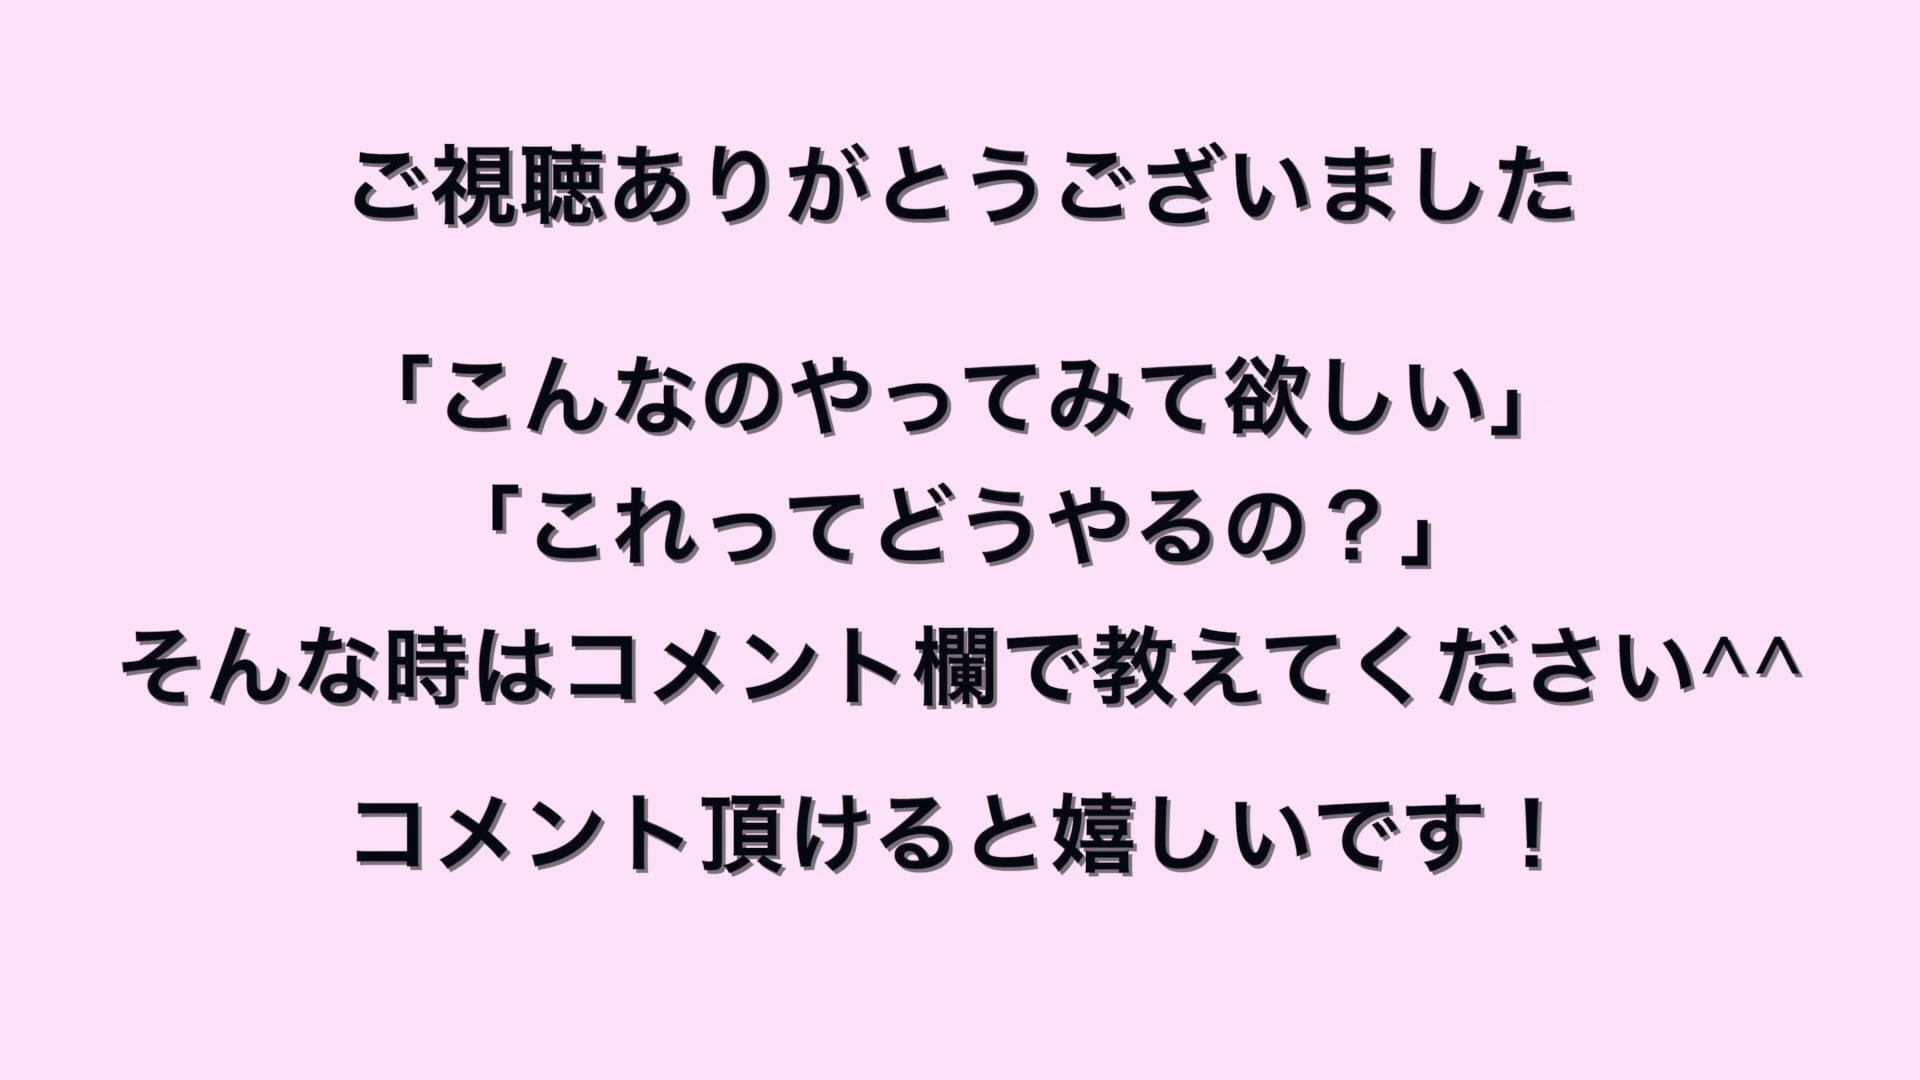 ご視聴ありがとうございました
「こんなのやってみて欲しい」
「これってどうやるの？」
そんな時はコメント欄で教えてください^^
コメント頂けると嬉しいです！